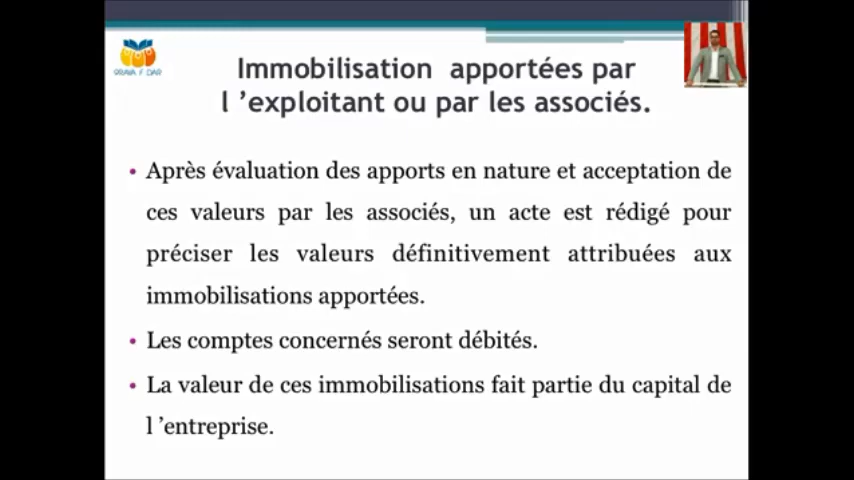 9RAYA F DAR
Immobilisation apportées par
l ’exploitant ou par les associés.
• Après évaluation des apports en nature et acceptation de
ces valeurs par les associés, un acte est rédigé pour
préciser les valeurs définitivement attribuées aux
immobilisations apportées.
• Les comptes concernés seront débités.
• La valeur de ces immobilisations fait partie du capital de
l ’entreprise.